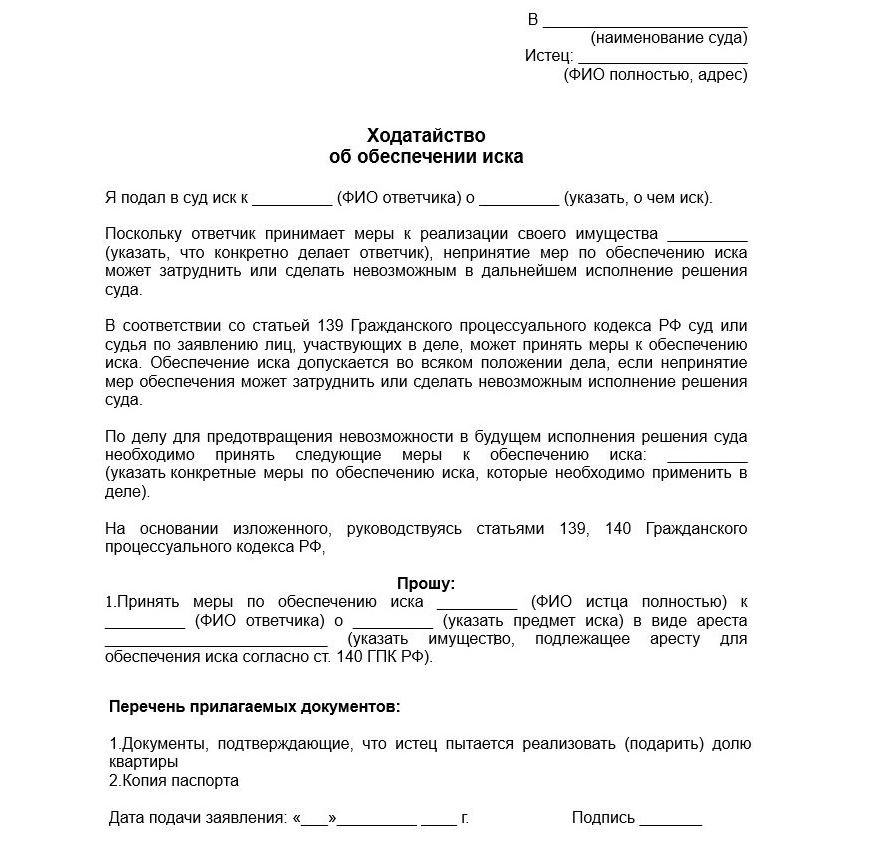 В _______________________
(наименование суда)
Истец: ___________________
(ФИО полностью, адрес)
Ходатайство
об обеспечении иска
Я подал в суд иск к _________ (ФИО ответчика) о _________ (указать, о чем иск).
Поскольку ответчик принимает меры к реализации своего имущества _________
(указать, что конкретно делает ответчик), непринятие мер по обеспечению иска
может затруднить или сделать невозможным в дальнейшем исполнение решения
суда.
В соответствии со статьей 139 Гражданского процессуального кодекса РФ суд или
судья по заявлению лиц, участвующих в деле, может принять меры к обеспечению
иска. Обеспечение иска допускается во всяком положении дела, если непринятие
мер обеспечения может затруднить или сделать невозможным исполнение решения
суда.
По делу для предотвращения невозможности в будущем исполнения решения суда
необходимо принять следующие меры к обеспечению иска: _________
(указать конкретные меры по обеспечению иска, которые необходимо применить в
деле).
На основании изложенного, руководствуясь статьями 139, 140 Гражданского
процессуального кодекса РФ,
Прошу:
1.Принять меры по обеспечению иска _________ (ФИО истца полностью) к
_________ (ФИО ответчика) о _________ (указать предмет иска) в виде ареста
_________________________ (указать имущество, подлежащее аресту для
обеспечения иска согласно ст. 140 ГПК РФ).
Перечень прилагаемых документов:
1.Документы, подтверждающие, что истец пытается реализовать (подарить) долю
квартиры
2.Копия паспорта
Дата подачи заявления: «___»_________ ____ г. Подпись _______